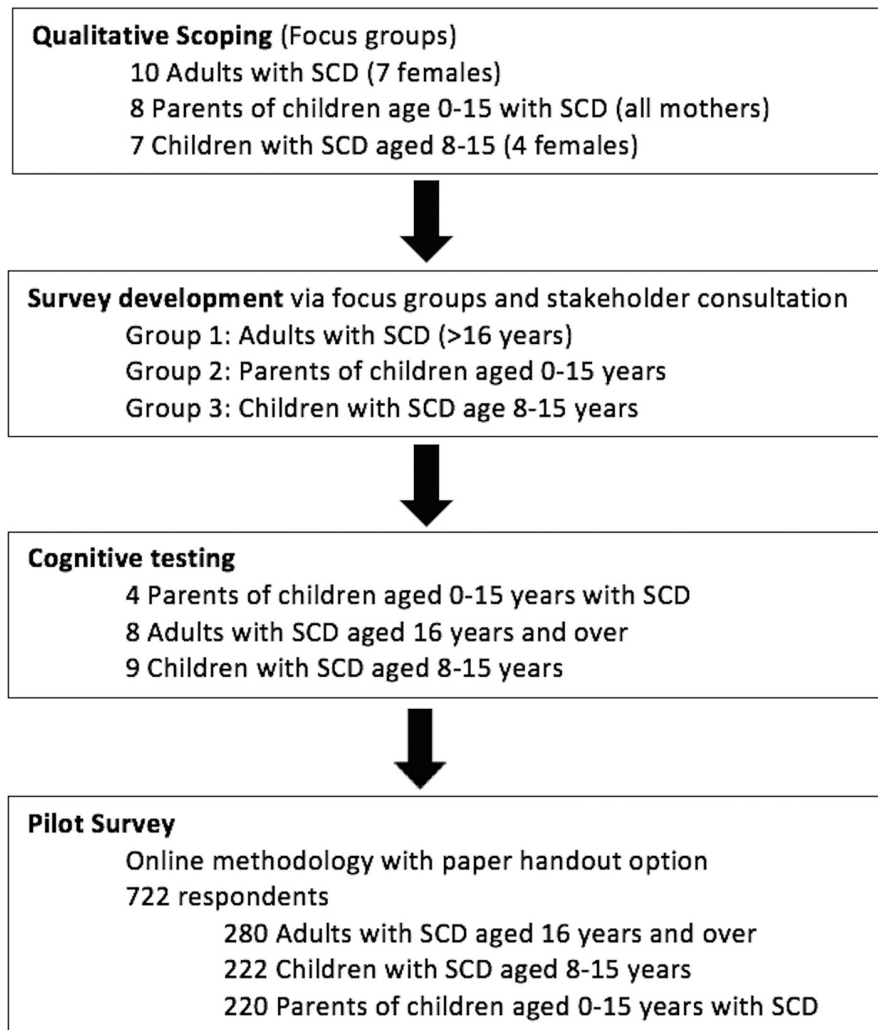 Qualitative Scoping (Focus groups)
10 Adults with SCD (7 females)
8 Parents of children age 0-15 with SCD (all mothers)
7 Children with SCD aged 8-15 (4 females)
Survey development via focus groups and stakeholder consultation
Group 1: Adults with SCD (>16 years)
Group 2: Parents of children aged 0-15 years
Group 3: Children with SCD age 8-15 years
Cognitive testing
4 Parents of children aged 0-15 years with SCD
8 Adults with SCD aged 16 years and over
9 Children with SCD aged 8-15 years
Pilot Survey
Online methodology with paper handout option
722 respondents
280 Adults with SCD aged 16 years and over
222 Children with SCD aged 8-15 years
220 Parents of children aged 0-15 years with SCD